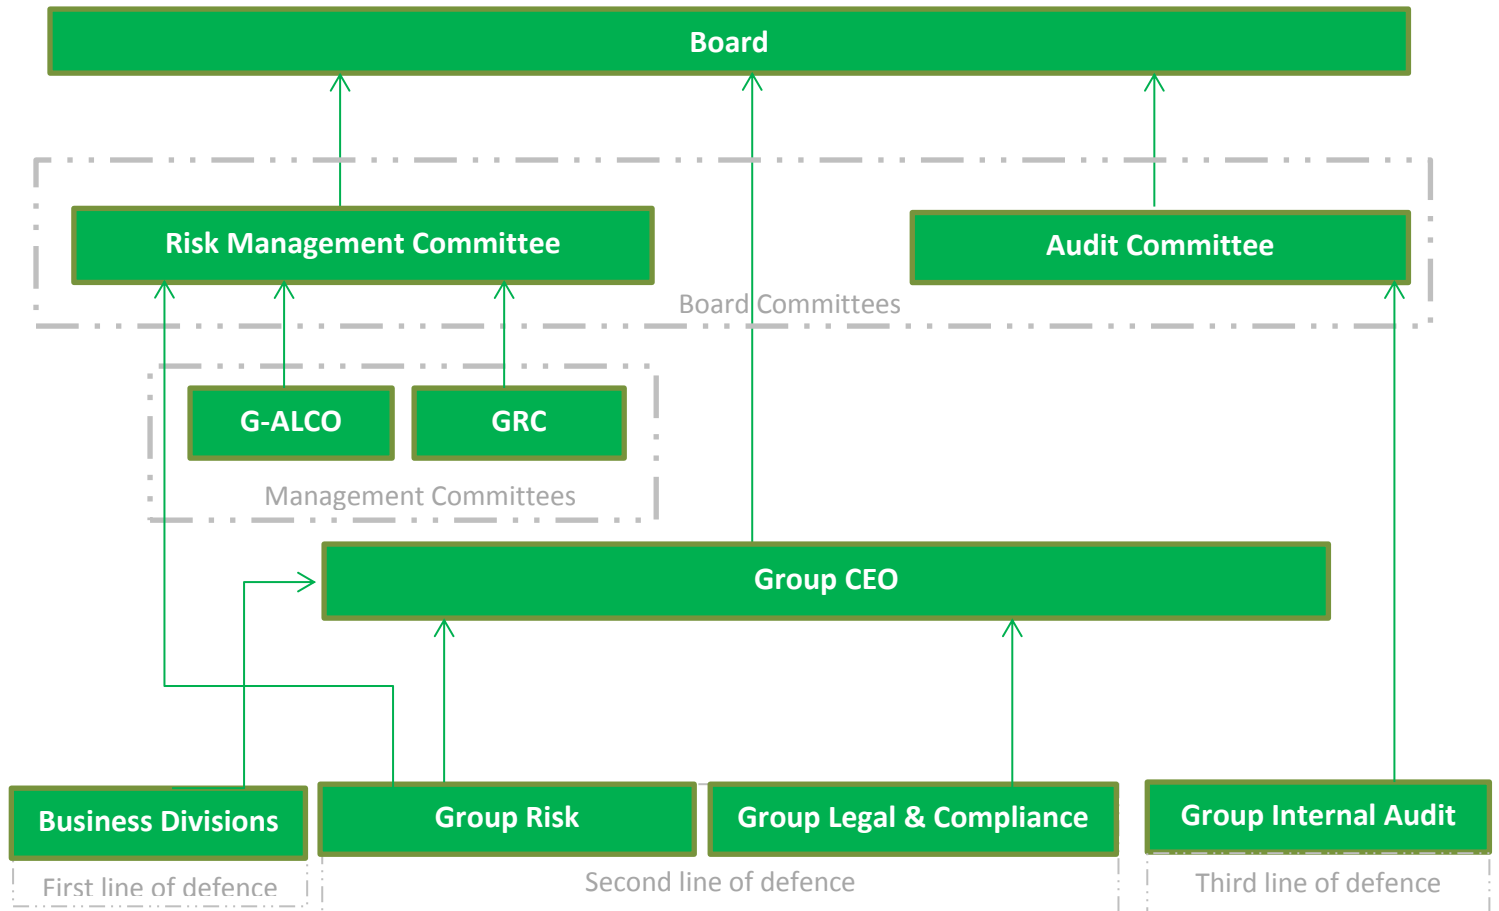 Board
Risk Management Committee
Audit Committee
Board Committees
G-ALCO
GRC
Management Committees
Group CEO
Business Divisions
Group Risk
Group Legal & Compliance
Group Internal Audit
First line of defence
Second line of defence
Third line of defence